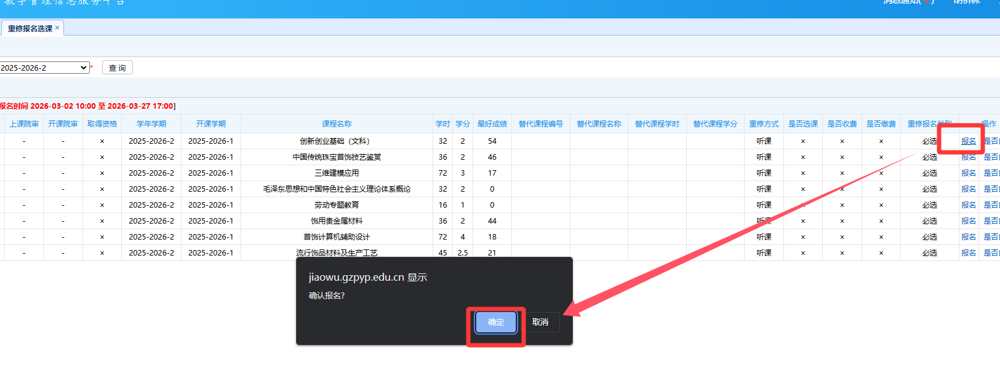 教学管理信息服务平台
消息通知(0)
重修报名选课 ×
2025-2026-2 * 查 询
报名时间 2026-03-02 10:00 至 2026-03-27 17:00]
上课院审 开课院审 取得资格 学年学期 开课学期 课程名称 学时 学分 最好成绩 替代课程编号 替代课程名称 替代课程学时 替代课程学分 重修方式 是否选课 是否收费 是否缴费 重修报名类别 操作
- - × 2025-2026-2 2025-2026-1 创新创业基础（文科） 32 2 54 听课 × × × 必选 报名 是否
- - × 2025-2026-2 2025-2026-1 中国传统珠宝首饰技艺鉴赏 36 2 46 听课 × × × 必选 报名 是否
- - × 2025-2026-2 2025-2026-1 三维建模应用 72 3 17 听课 × × × 必选 报名 是否
- - × 2025-2026-2 2025-2026-1 毛泽东思想和中国特色社会主义理论体系概论 32 2 0 听课 × × × 必选 报名 是否
- - × 2025-2026-2 2025-2026-1 劳动专题教育 16 1 0 听课 × × × 必选 报名 是否
- - × 2025-2026-2 2025-2026-1 饰用贵金属材料 36 2 44 听课 × × × 必选 报名 是否
- - × 2025-2026-2 2025-2026-1 首饰计算机辅助设计 72 4 18 听课 × × × 必选 报名 是否
- - × 2025-2026-2 2025-2026-1 流行饰品材料及生产工艺 45 2.5 21 听课 × × × 必选 报名 是否
jiaowu.gzpyp.edu.cn 显示
确认报名?
确定 取消